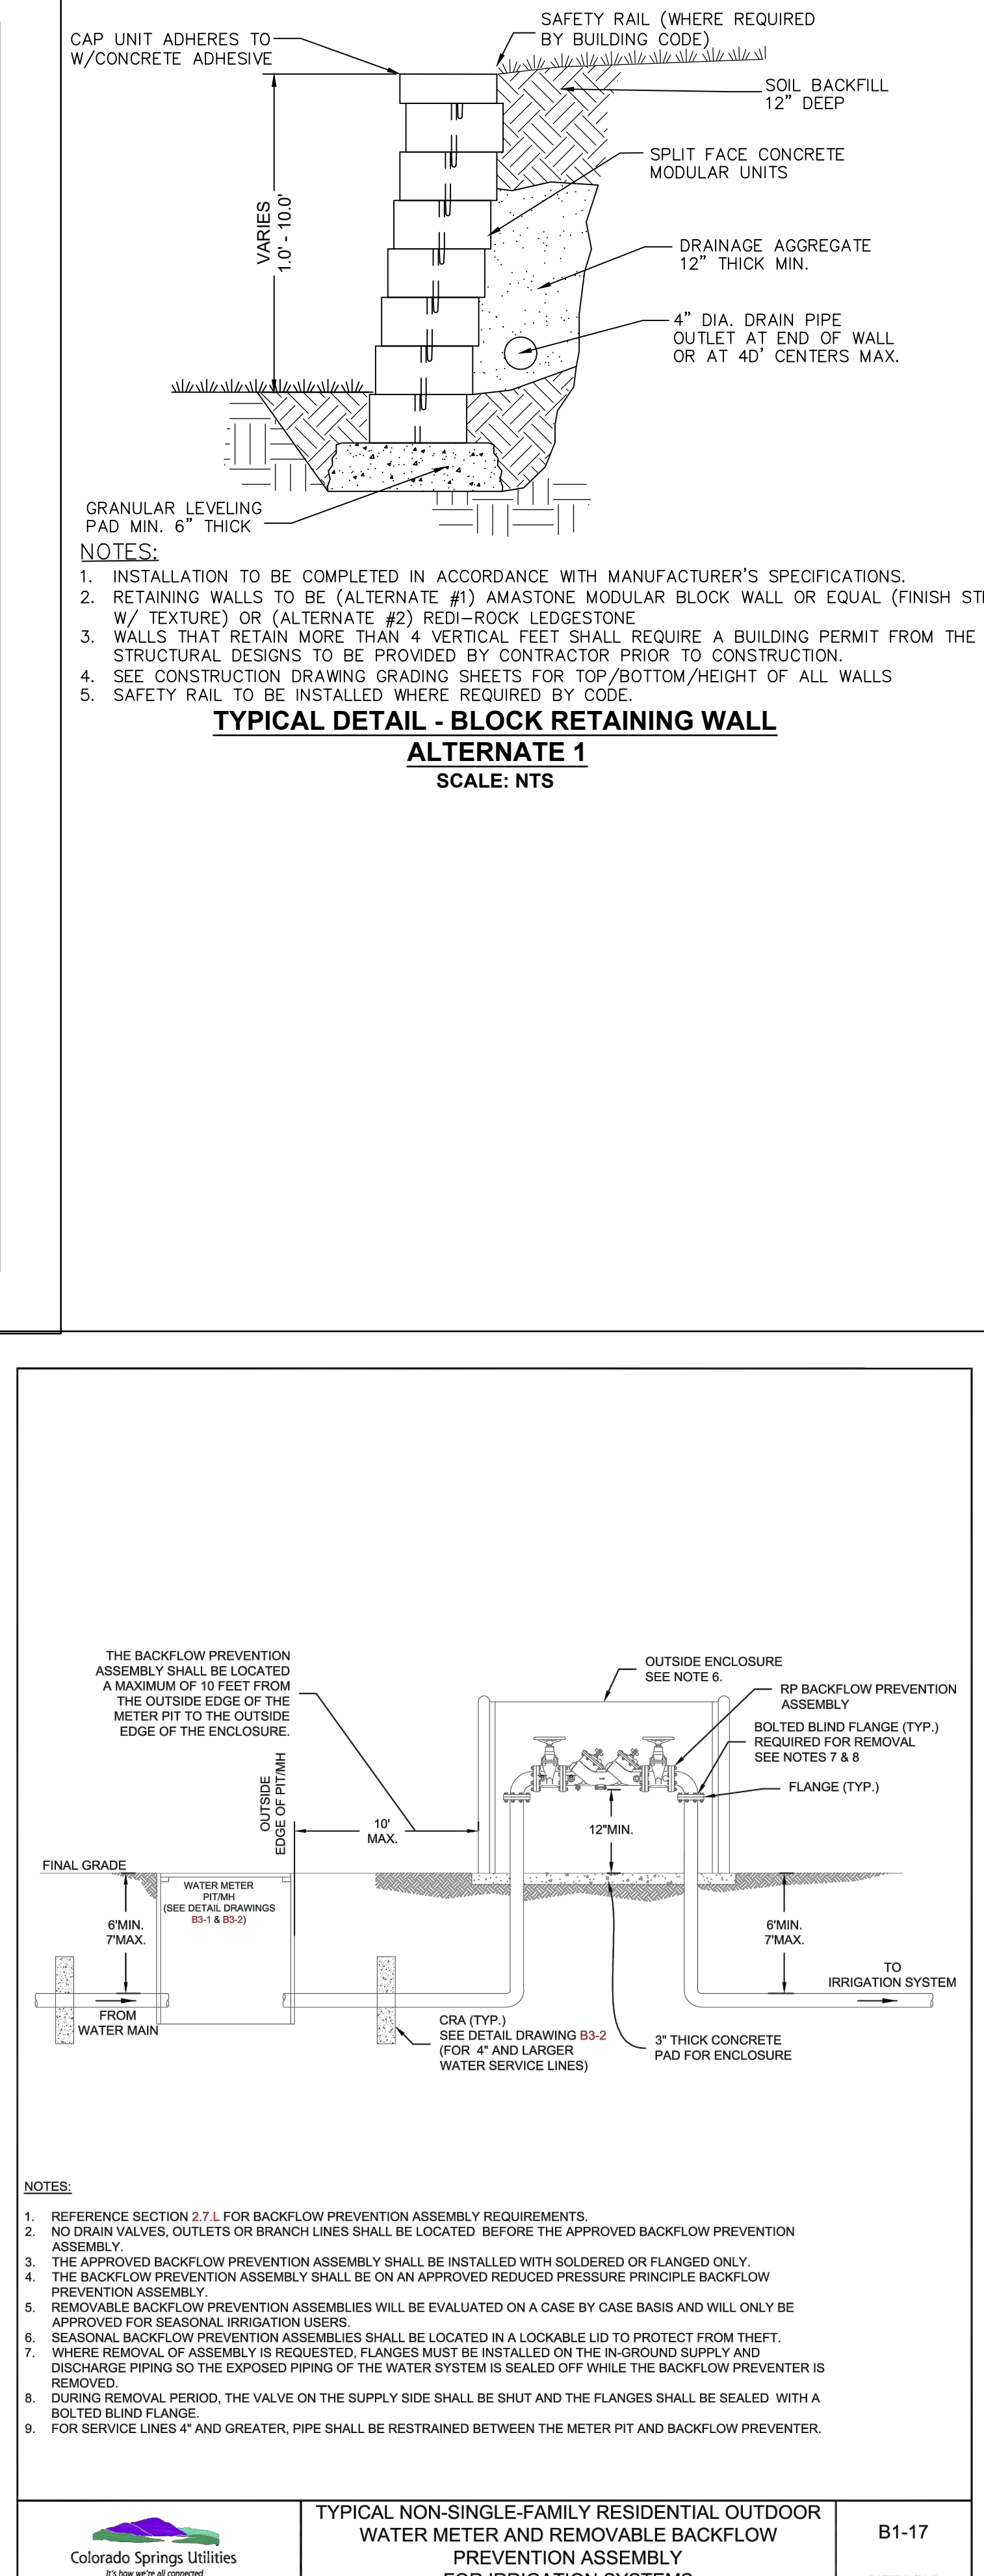 SAFETY RAIL (WHERE REQUIRED
BY BUILDING CODE)
CAP UNIT ADHERES TO
W/CONCRETE ADHESIVE
SOIL BACKFILL
12" DEEP
SPLIT FACE CONCRETE
MODULAR UNITS
VARIES
1.0' - 10.0'
DRAINAGE AGGREGATE
12" THICK MIN.
4" DIA. DRAIN PIPE
OUTLET AT END OF WALL
OR AT 4D' CENTERS MAX.
GRANULAR LEVELING
PAD MIN. 6" THICK
NOTES:
1. INSTALLATION TO BE COMPLETED IN ACCORDANCE WITH MANUFACTURER'S SPECIFICATIONS.
2. RETAINING WALLS TO BE (ALTERNATE #1) AMASTONE MODULAR BLOCK WALL OR EQUAL (FINISH
W/ TEXTURE) OR (ALTERNATE #2) REDI-ROCK LEDGESTONE
3. WALLS THAT RETAIN MORE THAN 4 VERTICAL FEET SHALL REQUIRE A BUILDING PERMIT FROM THE
STRUCTURAL DESIGNS TO BE PROVIDED BY CONTRACTOR PRIOR TO CONSTRUCTION.
4. SEE CONSTRUCTION DRAWING GRADING SHEETS FOR TOP/BOTTOM/HEIGHT OF ALL WALLS
5. SAFETY RAIL TO BE INSTALLED WHERE REQUIRED BY CODE.
TYPICAL DETAIL - BLOCK RETAINING WALL
ALTERNATE 1
SCALE: NTS
THE BACKFLOW PREVENTION
ASSEMBLY SHALL BE LOCATED
A MAXIMUM OF 10 FEET FROM
THE OUTSIDE EDGE OF THE
METER PIT TO THE OUTSIDE
EDGE OF THE ENCLOSURE.
OUTSIDE ENCLOSURE
SEE NOTE 6.
RP BACKFLOW PREVENTION
ASSEMBLY
BOLTED BLIND FLANGE (TYP.)
REQUIRED FOR REMOVAL
SEE NOTES 7 & 8
FLANGE (TYP.)
OUTSIDE
EDGE OF PIT/MH
10'
MAX.
12"MIN.
FINAL GRADE
WATER METER
PIT/MH
(SEE DETAIL DRAWINGS
B3-1 & B3-2)
6'MIN.
7'MAX.
6'MIN.
7'MAX.
TO
IRRIGATION SYSTEM
FROM
WATER MAIN
CRA (TYP.)
SEE DETAIL DRAWING B3-2
(FOR 4" AND LARGER
WATER SERVICE LINES)
3" THICK CONCRETE
PAD FOR ENCLOSURE
NOTES:
1. REFERENCE SECTION 2.7.L FOR BACKFLOW PREVENTION ASSEMBLY REQUIREMENTS.
2. NO DRAIN VALVES, OUTLETS OR BRANCH LINES SHALL BE LOCATED BEFORE THE APPROVED BACKFLOW PREVENTION
ASSEMBLY.
3. THE APPROVED BACKFLOW PREVENTION ASSEMBLY SHALL BE INSTALLED WITH SOLDERED OR FLANGED ONLY.
4. THE BACKFLOW PREVENTION ASSEMBLY SHALL BE ON AN APPROVED REDUCED PRESSURE PRINCIPLE BACKFLOW
PREVENTION ASSEMBLY.
5. REMOVABLE BACKFLOW PREVENTION ASSEMBLIES WILL BE EVALUATED ON A CASE BY CASE BASIS AND WILL ONLY BE
APPROVED FOR SEASONAL IRRIGATION USERS.
6. SEASONAL BACKFLOW PREVENTION ASSEMBLIES SHALL BE LOCATED IN A LOCKABLE LID TO PROTECT FROM THEFT.
7. WHERE REMOVAL OF ASSEMBLY IS REQUESTED, FLANGES MUST BE INSTALLED ON THE IN-GROUND SUPPLY AND
DISCHARGE PIPING SO THE EXPOSED PIPING OF THE WATER SYSTEM IS SEALED OFF WHILE THE BACKFLOW PREVENTER IS
REMOVED.
8. DURING REMOVAL PERIOD, THE VALVE ON THE SUPPLY SIDE SHALL BE SHUT AND THE FLANGES SHALL BE SEALED WITH A
BOLTED BLIND FLANGE.
9. FOR SERVICE LINES 4" AND GREATER, PIPE SHALL BE RESTRAINED BETWEEN THE METER PIT AND BACKFLOW PREVENTER.
Colorado Springs Utilities
It's how we're all connected
TYPICAL NON-SINGLE-FAMILY RESIDENTIAL OUTDOOR
WATER METER AND REMOVABLE BACKFLOW
PREVENTION ASSEMBLY
FOR IRRIGATION SYSTEMS
B1-17